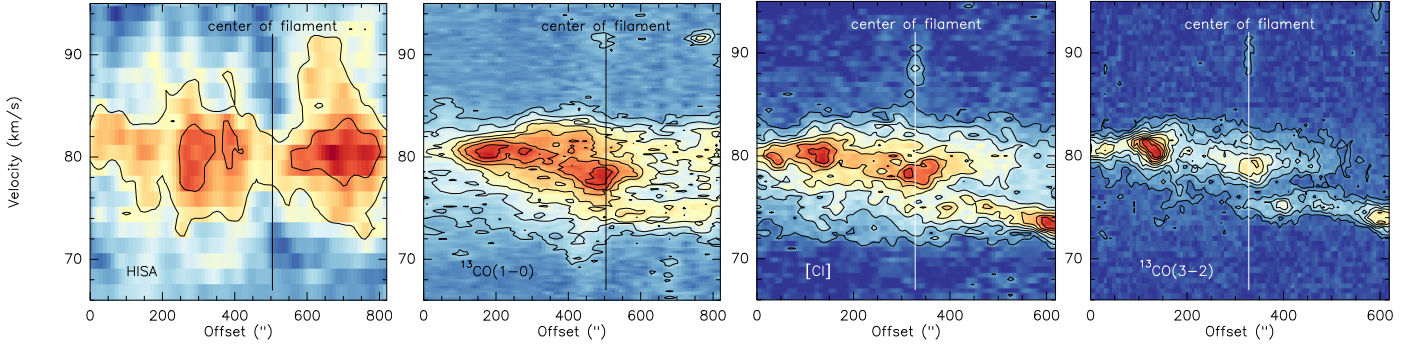 center of filament
center of filament
center of filament
center of filament
90
80
70
Velocity (km/s)
HISA
0 200 400 600 800
Offset (")
90
80
70
¹³CO(1−0)
0 200 400 600 800
Offset (")
90
80
70
[CI]
0 200 400 600
Offset (")
90
80
70
¹³CO(3−2)
0 200 400 600
Offset (")